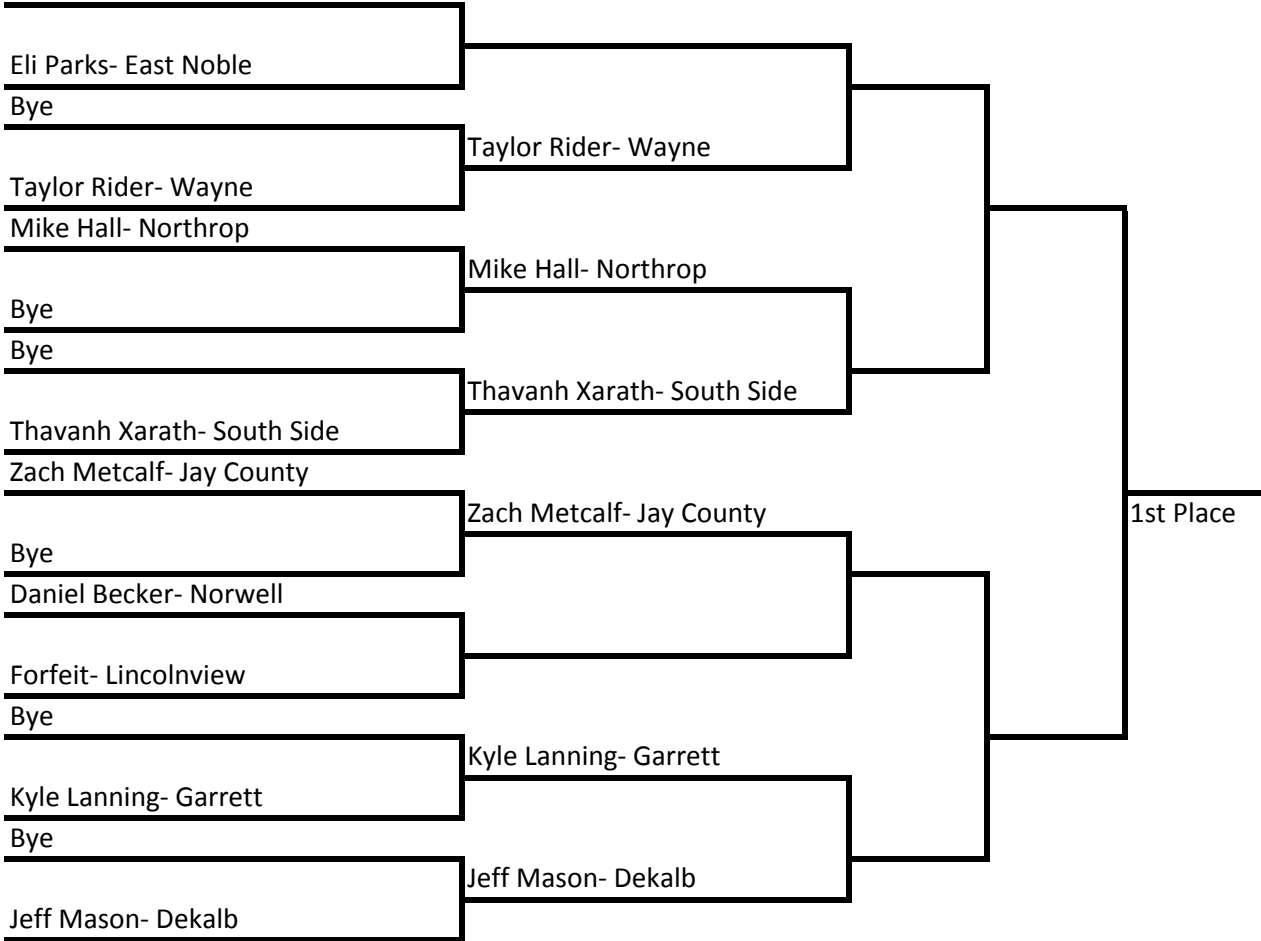 Eli Parks- East Noble
Bye
Taylor Rider- Wayne
Taylor Rider- Wayne
Mike Hall- Northrop
Mike Hall- Northrop
Bye
Bye
Thavanh Xarath- South Side
Thavanh Xarath- South Side
Zach Metcalf- Jay County
Zach Metcalf- Jay County
1st Place
Bye
Daniel Becker- Norwell
Forfeit- Lincolnview
Bye
Kyle Lanning- Garrett
Kyle Lanning- Garrett
Bye
Jeff Mason- Dekalb
Jeff Mason- Dekalb